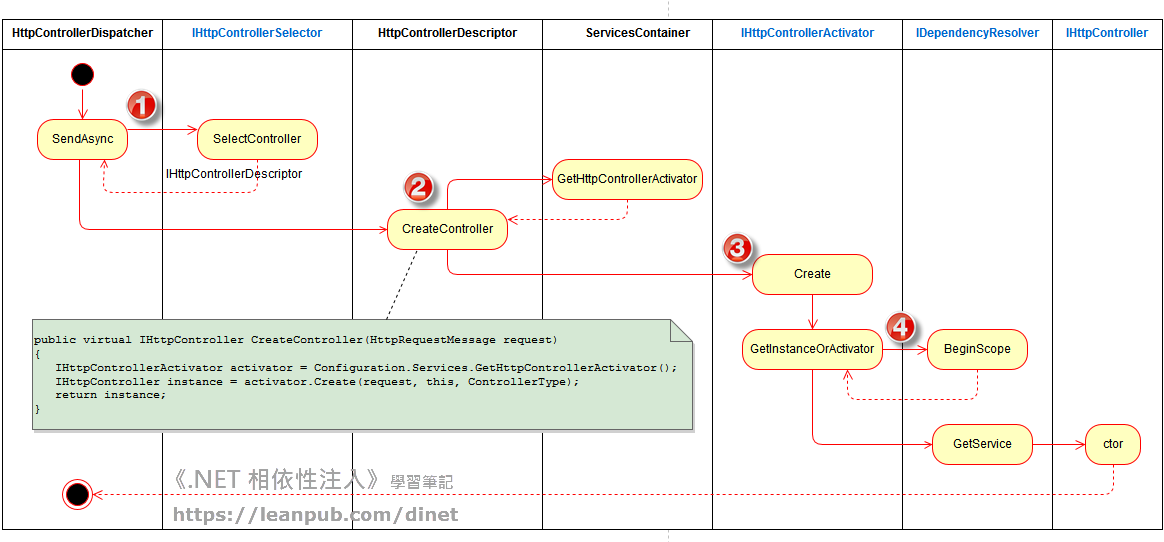 HttpControllerDispatcher
IHttpControllerSelector
HttpControllerDescriptor
ServicesContainer
IHttpControllerActivator
IDependencyResolver
IHttpController
1
SendAsync
SelectController
IHttpControllerDescriptor
2
GetHttpControllerActivator
CreateController
3
Create
4
GetInstanceOrActivator
BeginScope
public virtual IHttpController CreateController(HttpRequestMessage request)
{
IHttpControllerActivator activator = Configuration.Services.GetHttpControllerActivator();
IHttpController instance = activator.Create(request, this, ControllerType);
return instance;
}
GetService
ctor
《.NET 相依性注入》 學習筆記
https://leanpub.com/dinet